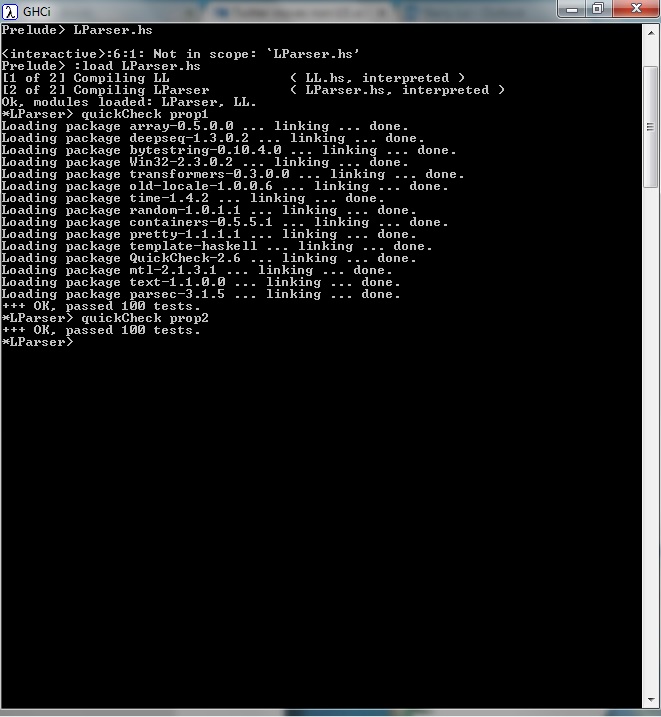 GHCi
Prelude> LParser.hs
<interactive>:6:1: Not in scope: `LParser.hs'
Prelude> :load LParser.hs
[1 of 2] Compiling LL               ( LL.hs, interpreted )
[2 of 2] Compiling LParser          ( LParser.hs, interpreted )
Ok, modules loaded: LParser, LL.
*LParser> quickCheck prop1
Loading package array-0.5.0.0 ... linking ... done.
Loading package deepseq-1.3.0.2 ... linking ... done.
Loading package bytestring-0.10.4.0 ... linking ... done.
Loading package Win32-2.3.0.2 ... linking ... done.
Loading package transformers-0.3.0.0 ... linking ... done.
Loading package old-locale-1.0.0.6 ... linking ... done.
Loading package time-1.4.2 ... linking ... done.
Loading package random-1.0.1.1 ... linking ... done.
Loading package containers-0.5.5.1 ... linking ... done.
Loading package pretty-1.1.1.1 ... linking ... done.
Loading package template-haskell ... linking ... done.
Loading package QuickCheck-2.6 ... linking ... done.
Loading package mtl-2.1.3.1 ... linking ... done.
Loading package text-1.1.0.0 ... linking ... done.
Loading package parsec-3.1.5 ... linking ... done.
+++ OK, passed 100 tests.
*LParser> quickCheck prop2
+++ OK, passed 100 tests.
*LParser>